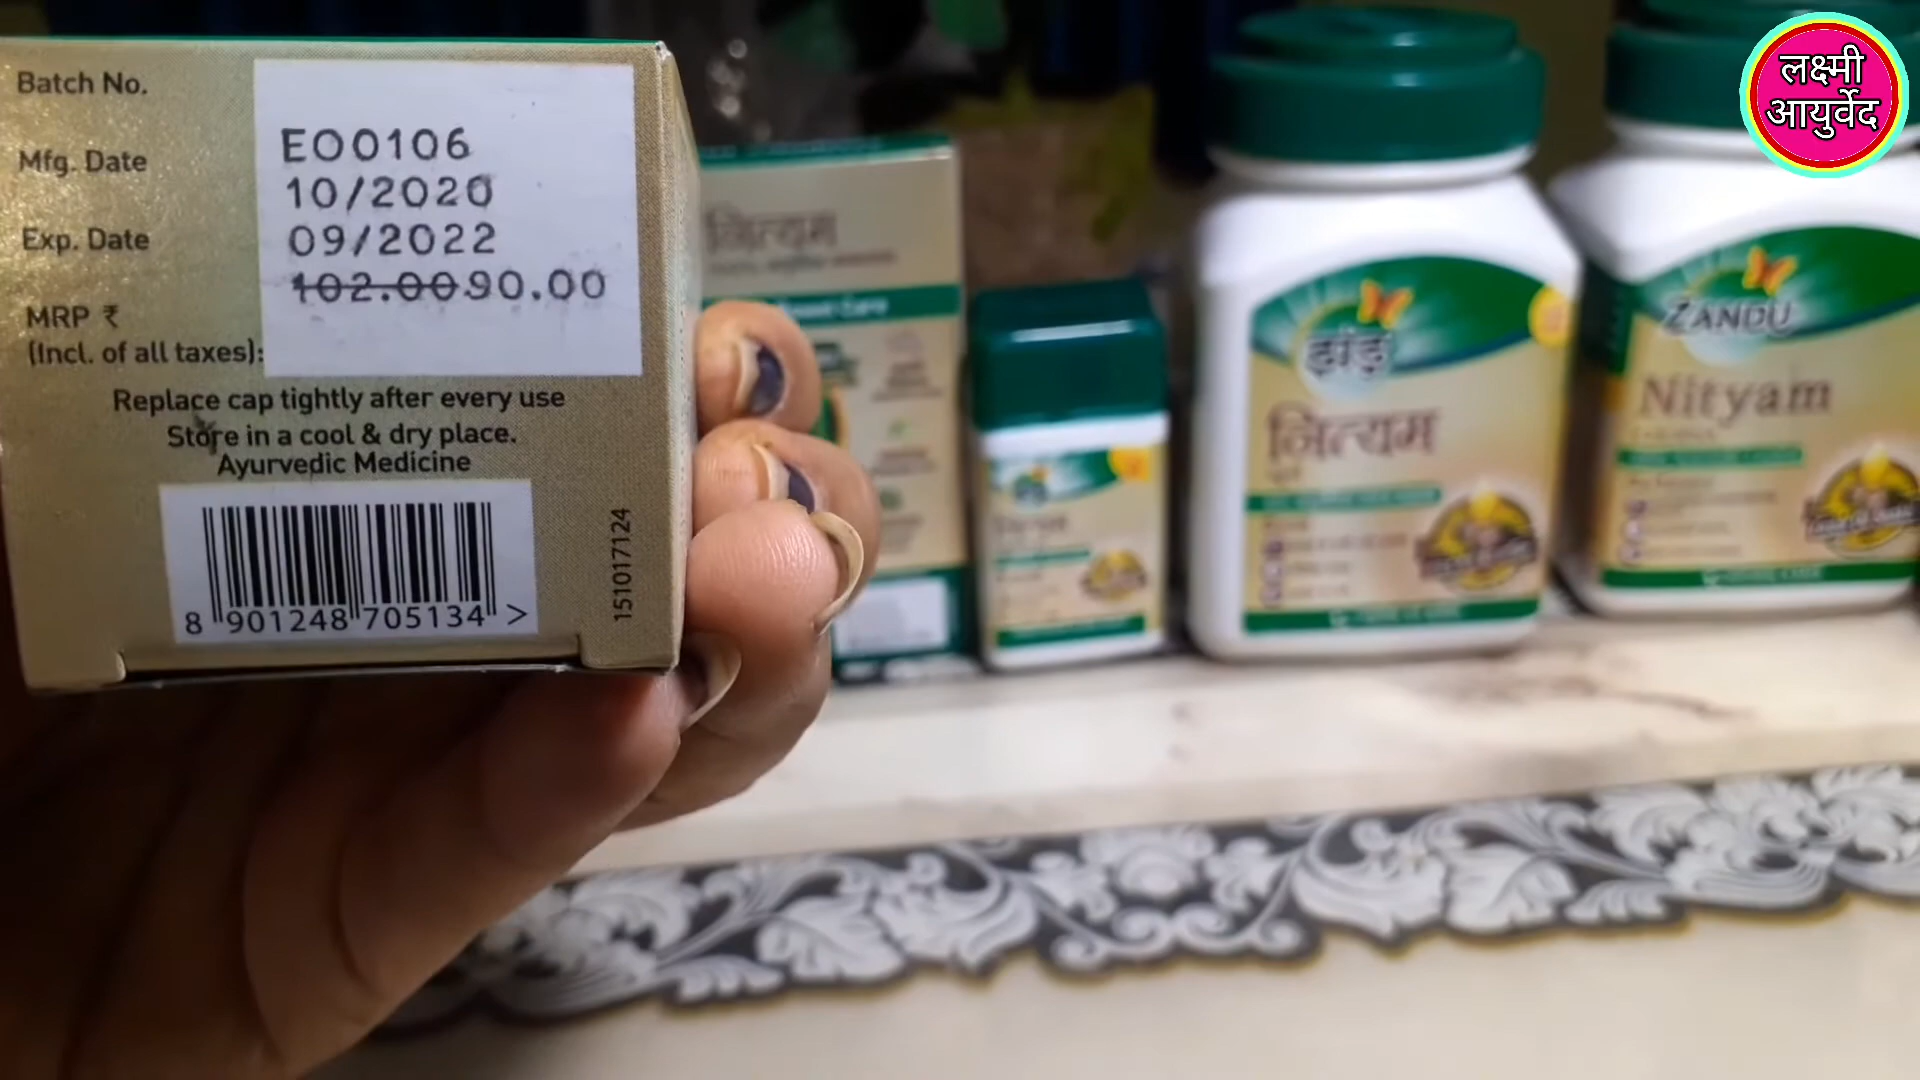 Batch No.
EO0106
Mfg. Date
10/2020
Exp. Date
09/2022
102.00 90.00
MRP ₹
(Incl. of all taxes):
Replace cap tightly after every use
Store in a cool & dry place.
Ayurvedic Medicine
8 901248 705134 >
151017124
नित्यम
झंडु
नित्यम
ZANDU
Nityam
लक्ष्मी
आयुर्वेद